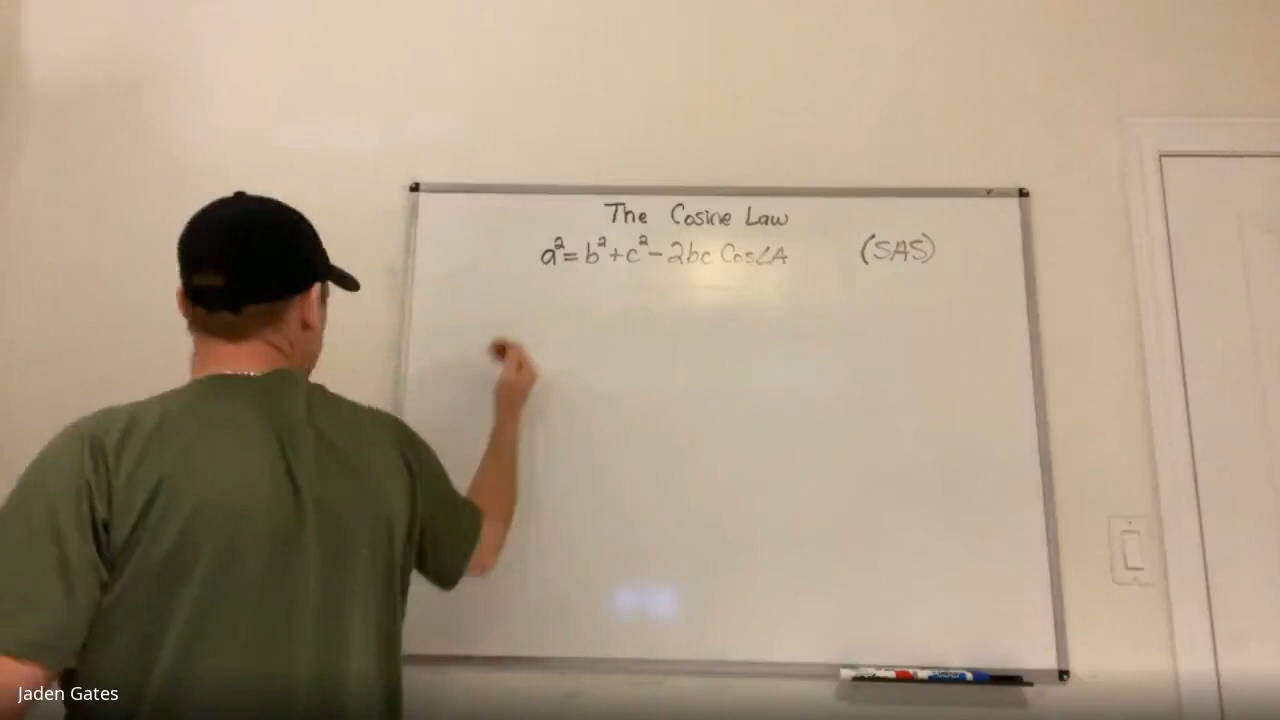 The Cosine Law
a²=b²+c²-2bc Cos∠A (SAS)
Jaden Gates